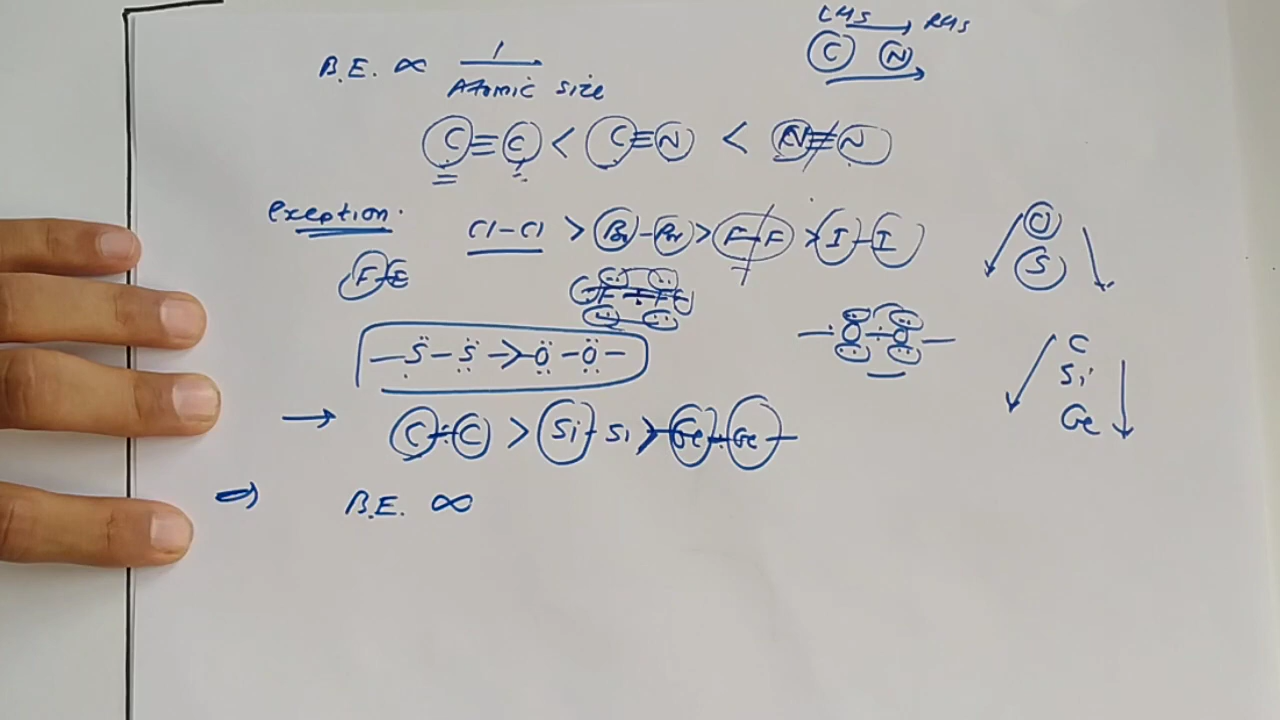 LHS → RHS
C N
B.E. ∝ 1 / Atomic size
C≡C < C≡N < N≡N
exception. Cl-Cl > Br-Br > F-F > I-I
F-F
F-F
O
S
-S-S-> O-O-
-O-O-
C
Si
Ge
→ C-C > Si-Si > Ge-Ge-
⇒ B.E. ∝